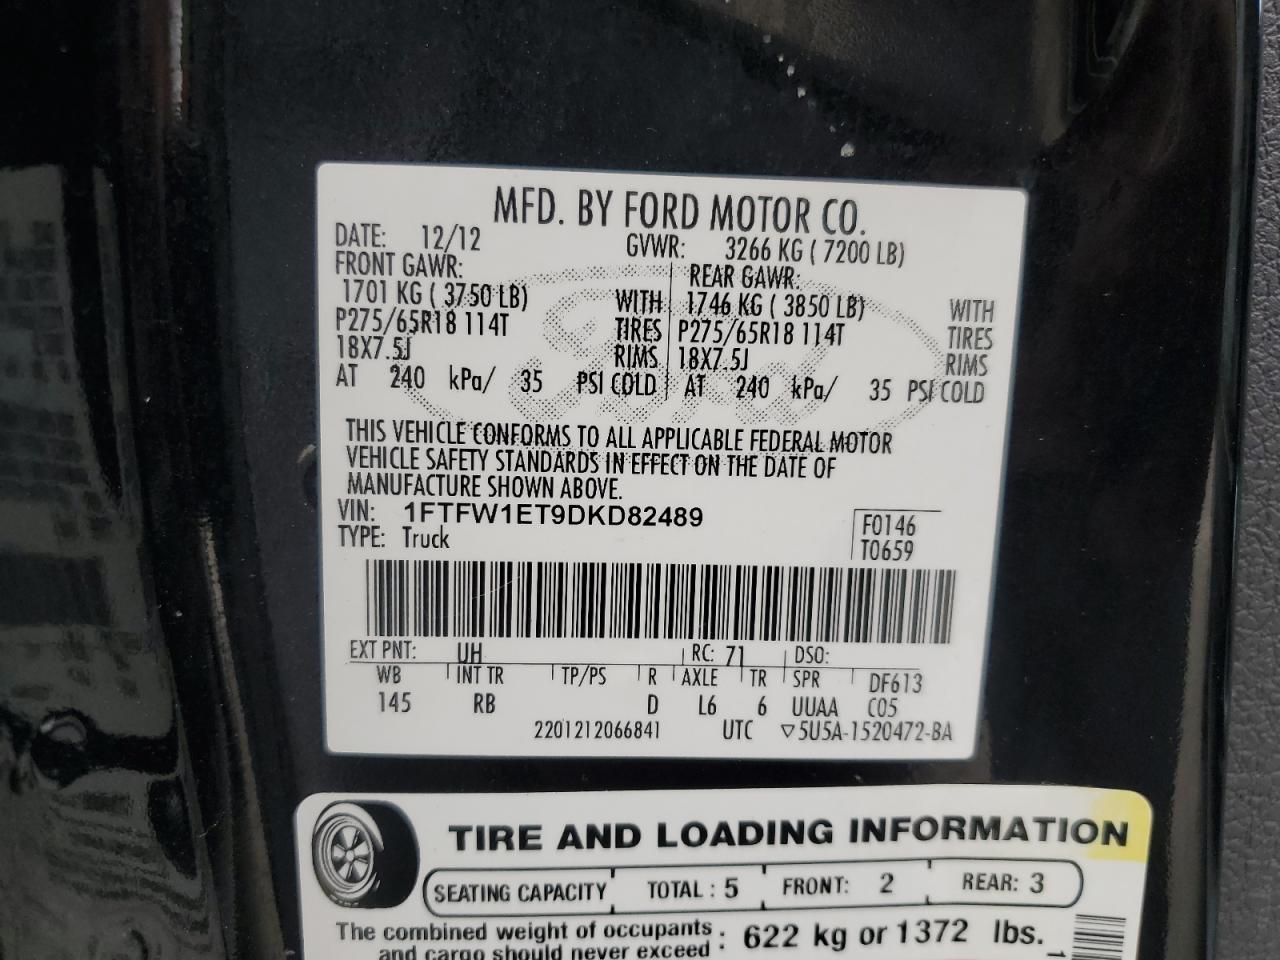 MFD. BY FORD MOTOR CO.
DATE: 12/12 GVWR: 3266 KG ( 7200 LB)
FRONT GAWR: REAR GAWR:
1701 KG ( 3750 LB) WITH 1746 KG ( 3850 LB) WITH
P275/65R18 114T TIRES P275/65R18 114T TIRES
18X7.5J RIMS 18X7.5J RIMS
AT 240 kPa/ 35 PSI COLD AT 240 kPa/ 35 PSI COLD
Ford
THIS VEHICLE CONFORMS TO ALL APPLICABLE FEDERAL MOTOR
VEHICLE SAFETY STANDARDS IN EFFECT ON THE DATE OF
MANUFACTURE SHOWN ABOVE.
VIN: 1FTFW1ET9DKD82489 F0146
TYPE: Truck T0659
EXT PNT: UH RC: 71 DSO:
WB INT TR TP/PS R AXLE TR SPR DF613
145 RB D L6 6 UUAA C05
2201212066841 UTC ▽5U5A-1520472-BA
TIRE AND LOADING INFORMATION
SEATING CAPACITY TOTAL : 5 FRONT: 2 REAR: 3
The combined weight of occupants
and cargo should never exceed : 622 kg or 1372 lbs.